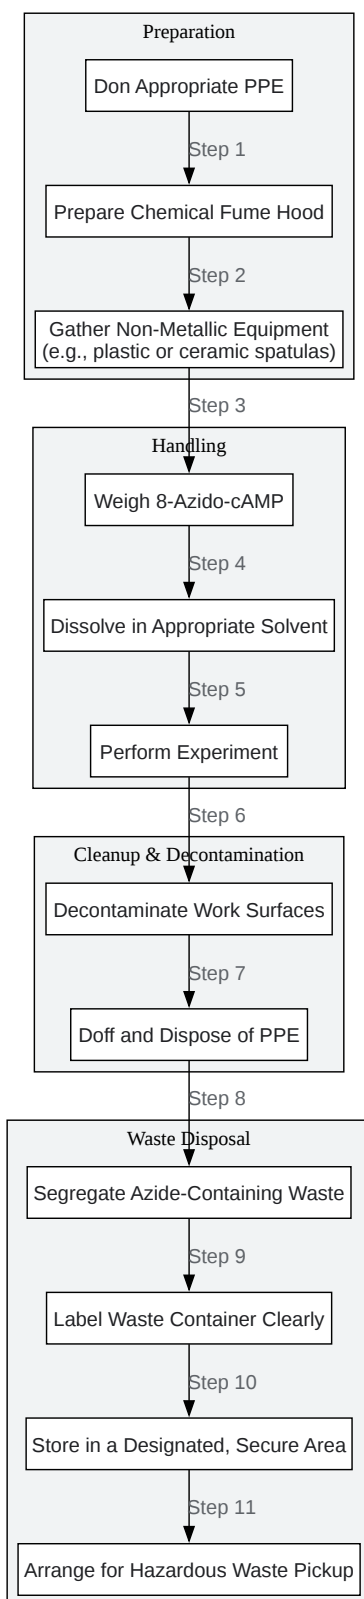 Preparation
Don Appropriate PPE
Step 1
Prepare Chemical Fume Hood
Step 2
Gather Non-Metallic Equipment
(e.g., plastic or ceramic spatulas)
Step 3
Handling
Weigh 8-Azido-cAMP
Step 4
Dissolve in Appropriate Solvent
Step 5
Perform Experiment
Step 6
Cleanup & Decontamination
Decontaminate Work Surfaces
Step 7
Doff and Dispose of PPE
Step 8
Waste Disposal
Segregate Azide-Containing Waste
Step 9
Label Waste Container Clearly
Step 10
Store in a Designated, Secure Area
Step 11
Arrange for Hazardous Waste Pickup